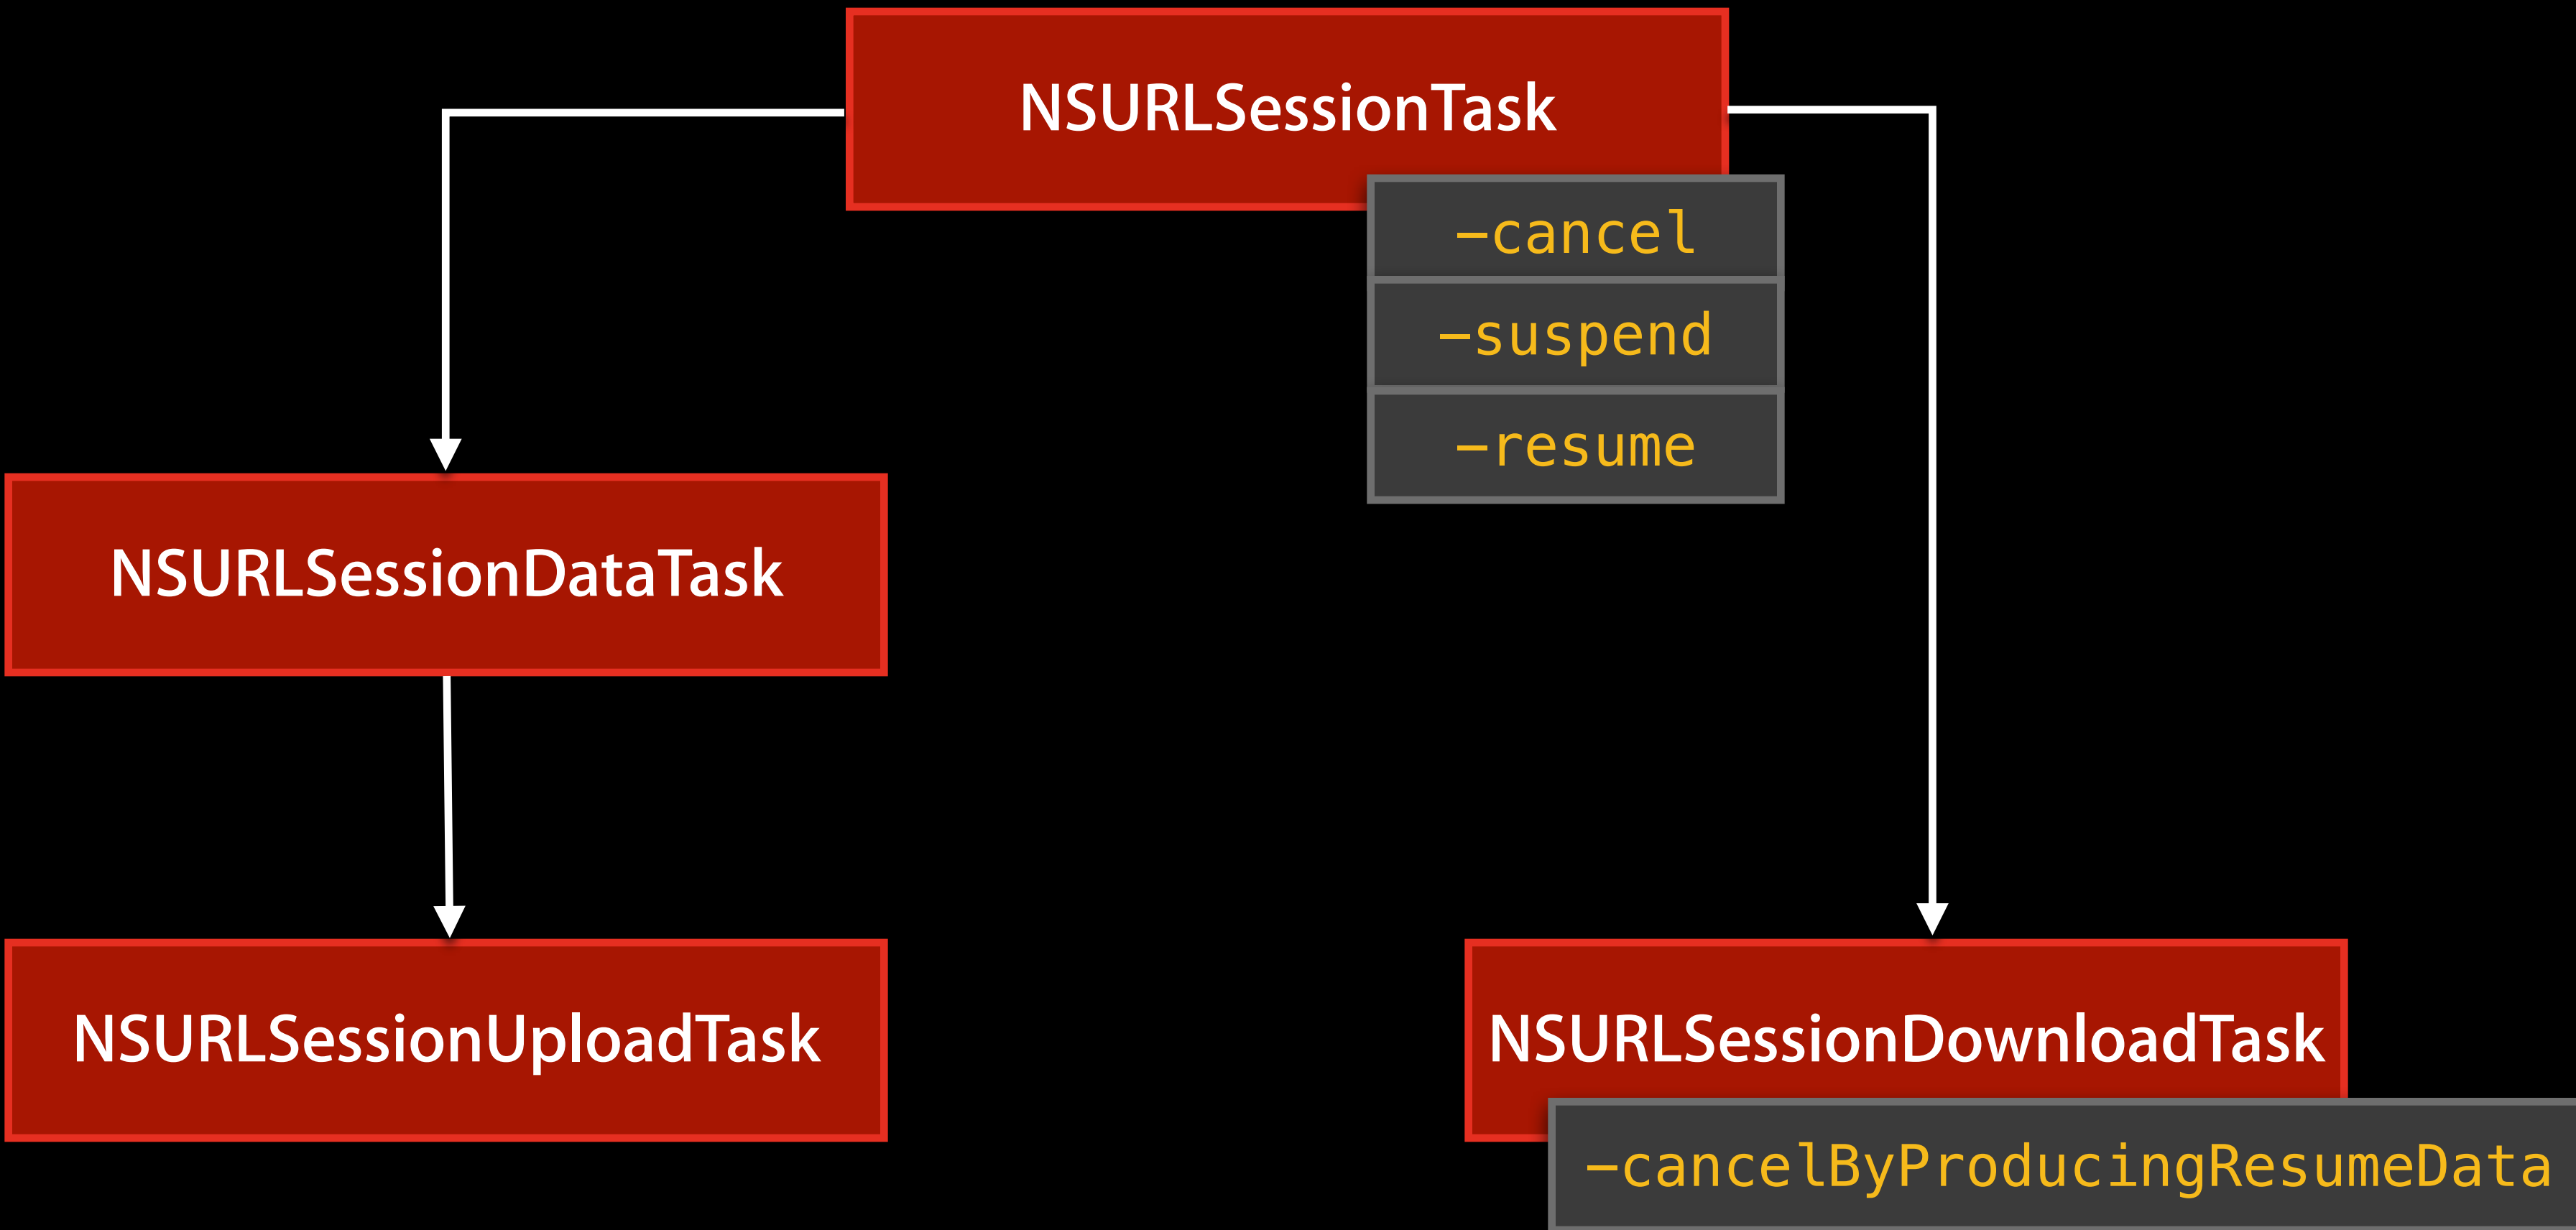 NSURLSessionTask
–cancel
–suspend
–resume
NSURLSessionDataTask
NSURLSessionUploadTask
NSURLSessionDownloadTask
–cancelByProducingResumeData